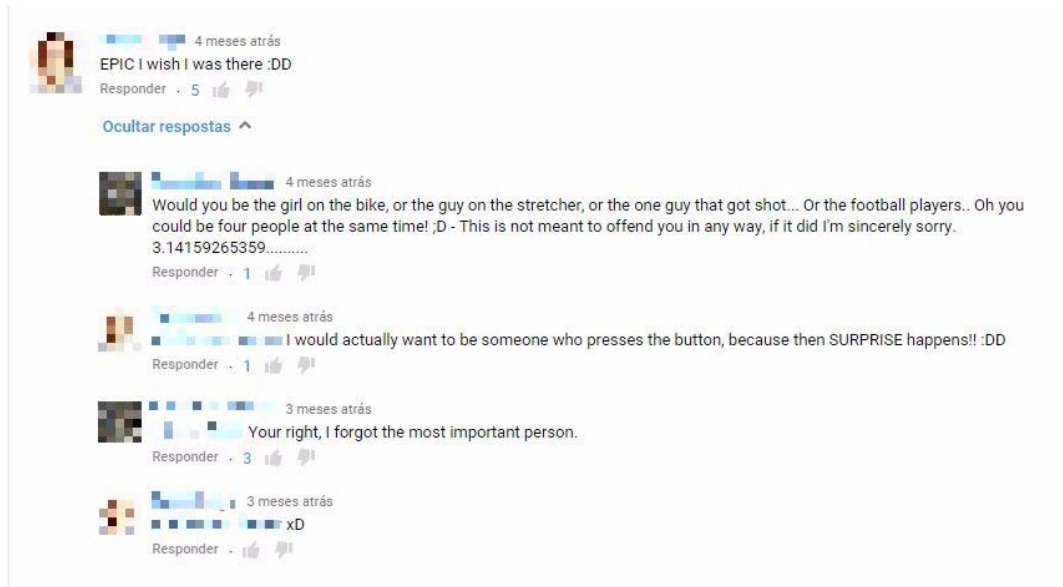 4 meses atrás
EPIC I wish I was there :DD
Responder · 5
Ocultar respostas
4 meses atrás
Would you be the girl on the bike, or the guy on the stretcher, or the one guy that got shot... Or the football players.. Oh you
could be four people at the same time! ;D - This is not meant to offend you in any way, if it did I'm sincerely sorry.
3.14159265359..........
Responder · 1
4 meses atrás
I would actually want to be someone who presses the button, because then SURPRISE happens!! :DD
Responder · 1
3 meses atrás
Your right, I forgot the most important person.
Responder · 3
3 meses atrás
xD
Responder ·